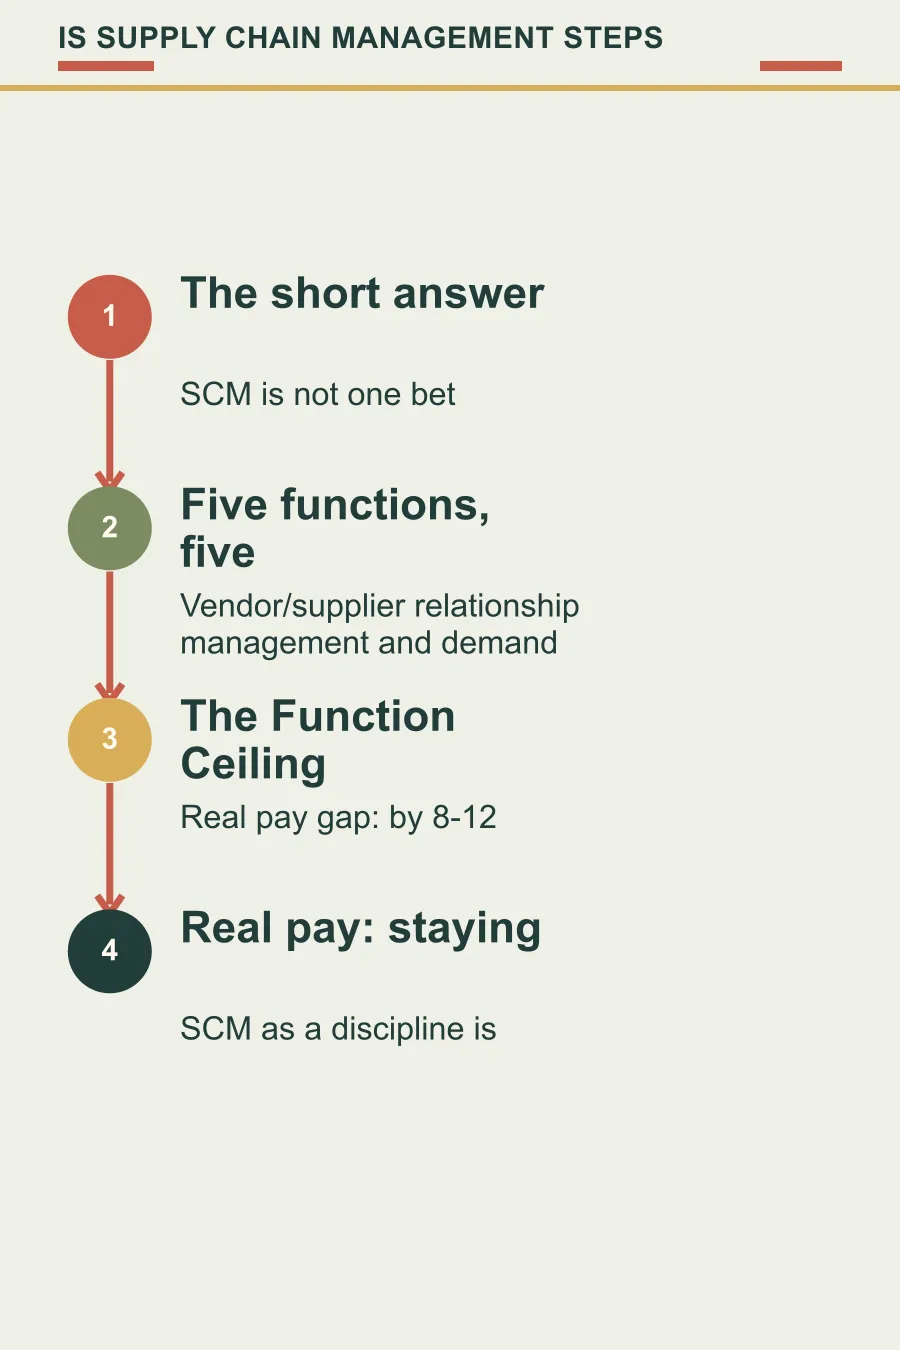 IS SUPPLY CHAIN MANAGEMENT STEPS
1
The short answer
SCM is not one bet
2
Five functions,
five
Vendor/supplier relationship
management and demand
3
The Function
Ceiling
Real pay gap: by 8-12
4
Real pay: staying
SCM as a discipline is